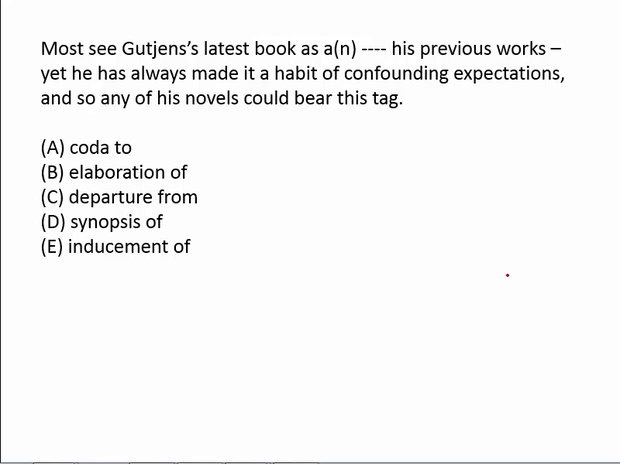 Most see Gutjens’s latest book as a(n) ---- his previous works –
yet he has always made it a habit of confounding expectations,
and so any of his novels could bear this tag.
(A) coda to
(B) elaboration of
(C) departure from
(D) synopsis of
(E) inducement of